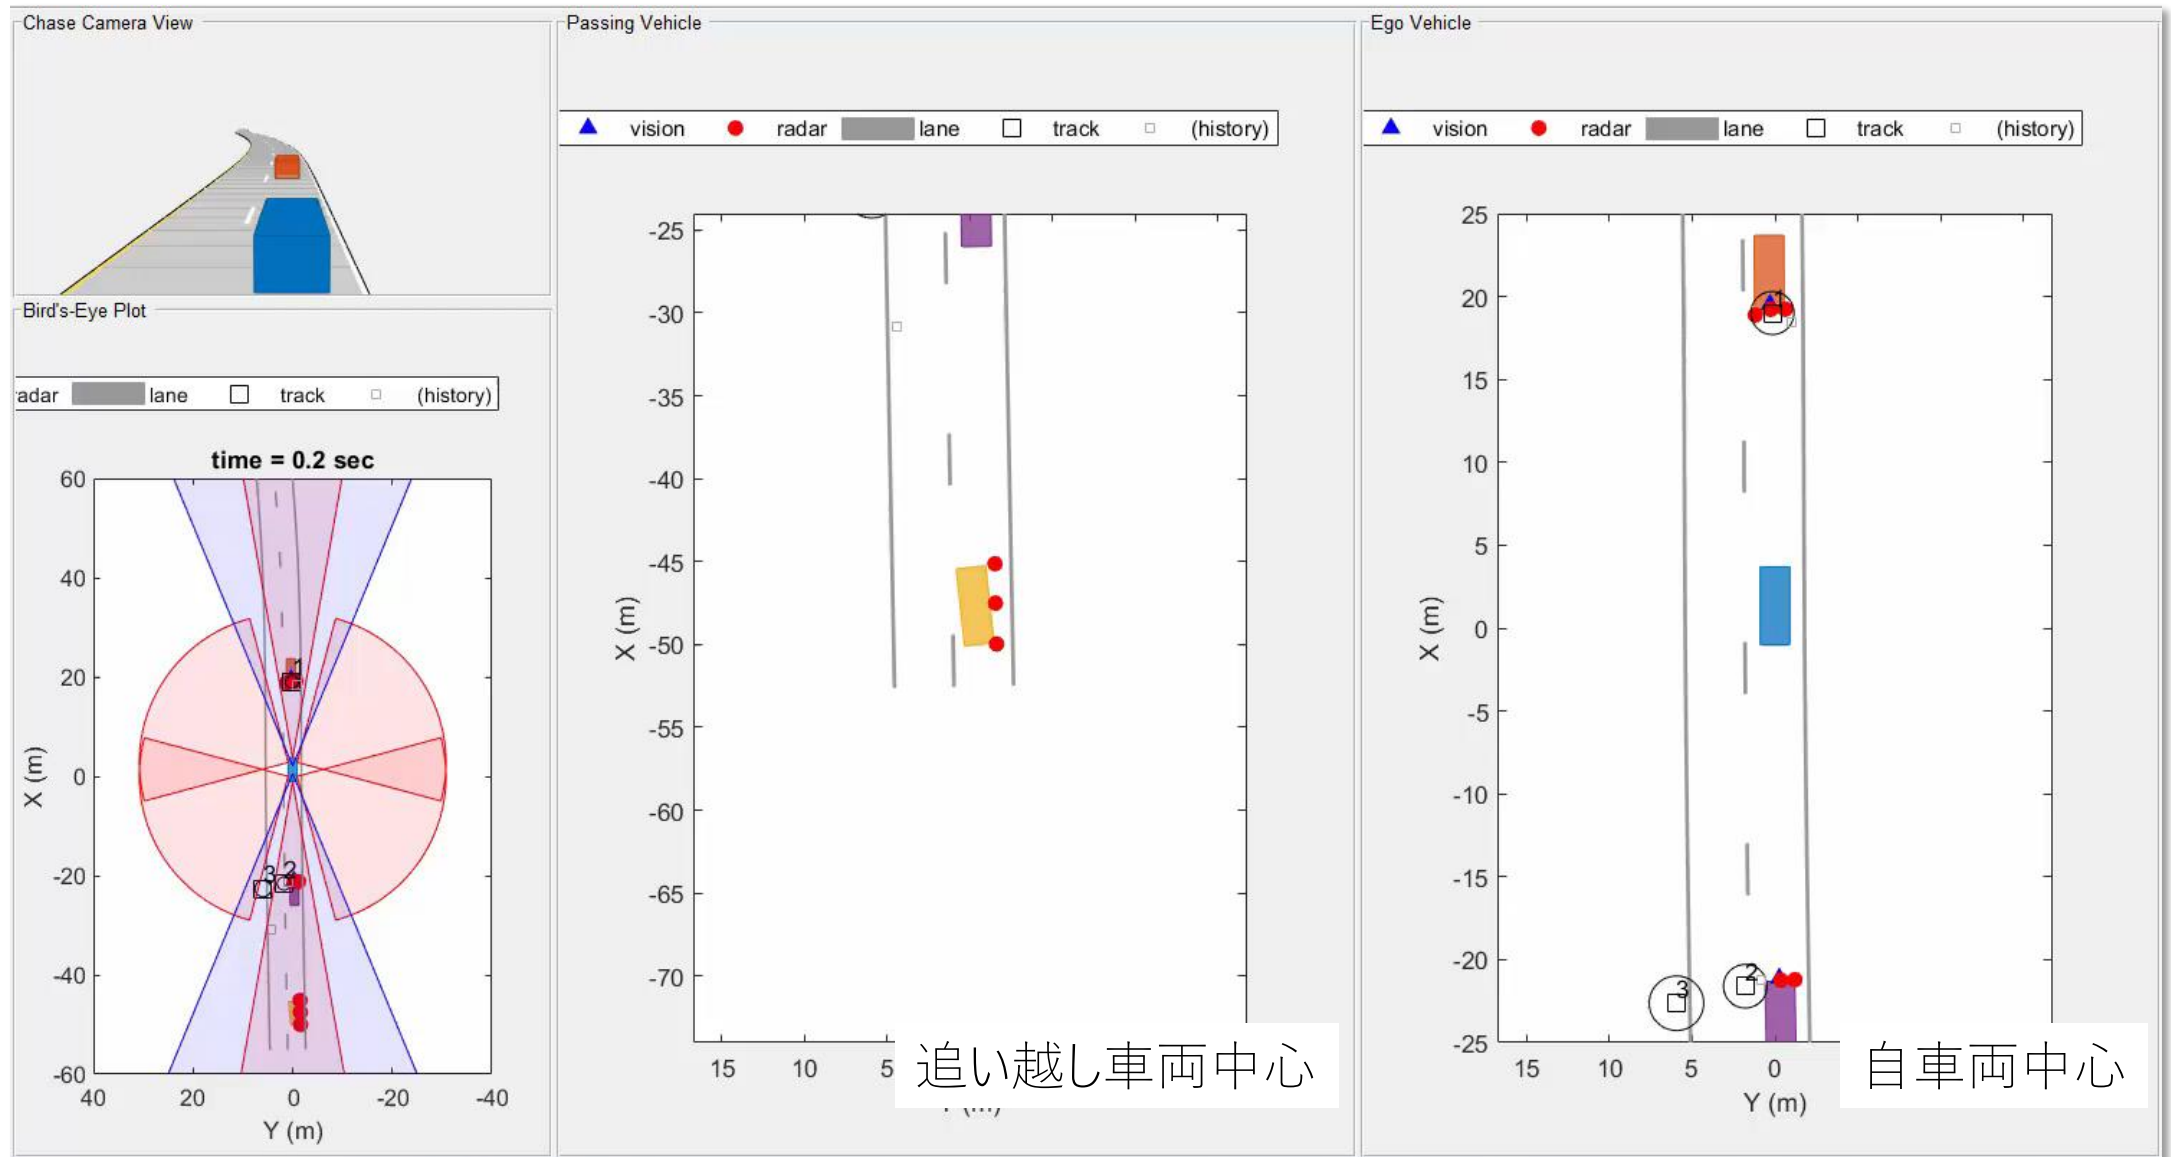 Chase Camera View
Bird's-Eye Plot
adar lane track (history)
time = 0.2 sec
60
40
20
0
-20
-40
-60
X (m)
1
3 2
40 20 0 -20 -40
Y (m)
Passing Vehicle
vision radar lane track (history)
-25
-30
-35
-40
-45
-50
-55
-60
-65
-70
X (m)
15 10 5
追い越し車両中心
Ego Vehicle
vision radar lane track (history)
25
20
15
10
5
0
-5
-10
-15
-20
-25
X (m)
1
2
3
15 10 5 0
Y (m)
自車両中心